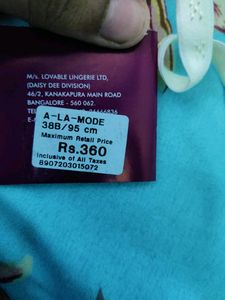 M/s. LOVABLE LINGERIE LTD,
(DAISY DEE DIVISION)
46/2, KANAKAPURA MAIN ROAD
BANGALORE - 560 062.
A-LA-MODE
38B/95 cm
Maximum Retail Price
Rs.360
Inclusive of All Taxes
8907203015072